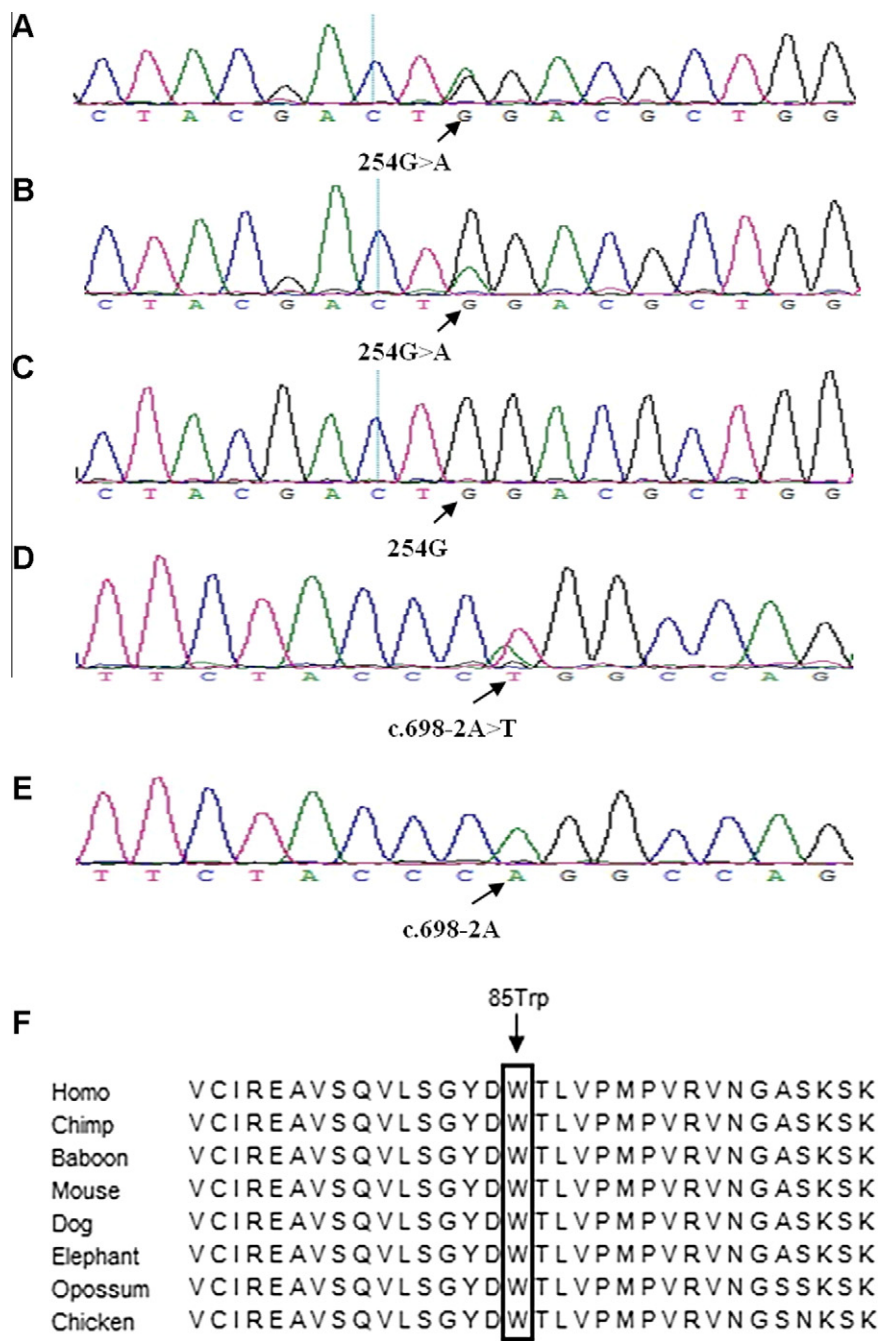 A
C T A C G A C T G G A C G C T G G
254G>A
B
C T A C G A C T G G A C G C T G G
254G>A
C
C T A C G A C T G G A C G C T G G
254G
D
T T C T A C C C T G G C C A G
c.698-2A>T
E
T T C T A C C C A G G C C A G
c.698-2A
F
85Trp
Homo VCIREAVSQVLSGYDWTLVPMPVRVNGASKSK
Chimp VCIREAVSQVLSGYDWTLVPMPVRVNGASKSK
Baboon VCIREAVSQVLSGYDWTLVPMPVRVNGASKSK
Mouse VCIREAVSQVLSGYDWTLVPMPVRVNGASKSK
Dog VCIREAVSQVLSGYDWTLVPMPVRVNGASKSK
Elephant VCIREAVSQVLSGYDWTLVPMPVRVNGASKSK
Opossum VCIREAVSQVLSGYDWTLVPMPVRVNGSSKSK
Chicken VCIREAVSQVLSGYDWTLVPMPVRVNGSNKSK